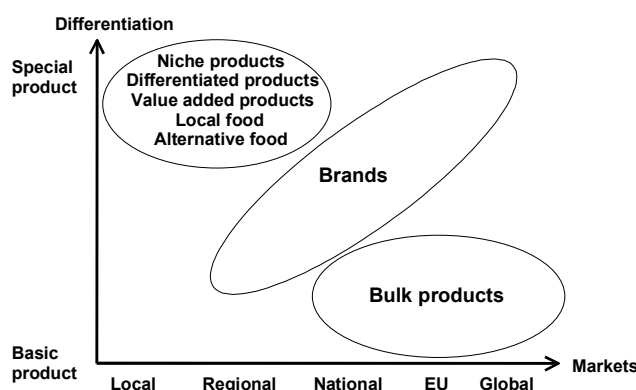 Differentiation
Special
product
Niche products
Differentiated products
Value added products
Local food
Alternative food
Brands
Bulk products
Basic
product
Markets
Local Regional National EU Global